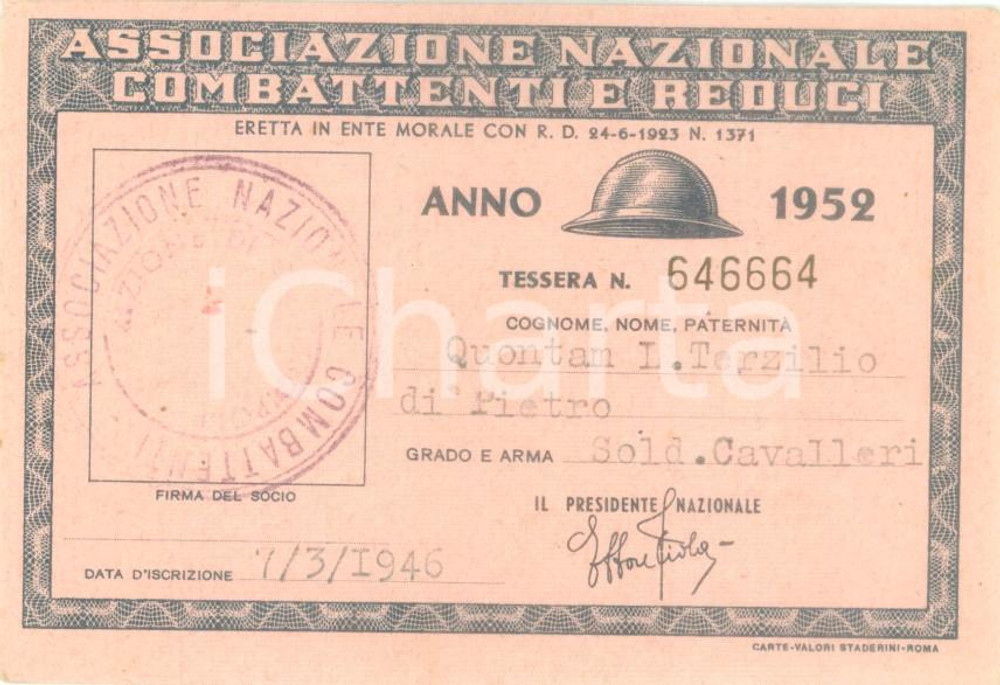 ASSOCIAZIONE NAZIONALE
COMBATTENTI E REDUCI
ERETTA IN ENTE MORALE CON R. D. 24-6-1923 N. 1371
ANNO 1952
TESSERA N. 646664
COGNOME, NOME, PATERNITÀ
Quontam L.Terzilio
di Pietro
GRADO E ARMA Sold.Cavalleri
ASSOCIAZIONE NAZIONALE COMBATTENTI
FIRMA DEL SOCIO
IL PRESIDENTE NAZIONALE
DATA D'ISCRIZIONE 7/3/I946
CARTE-VALORI STADERINI-ROMA
iCharta